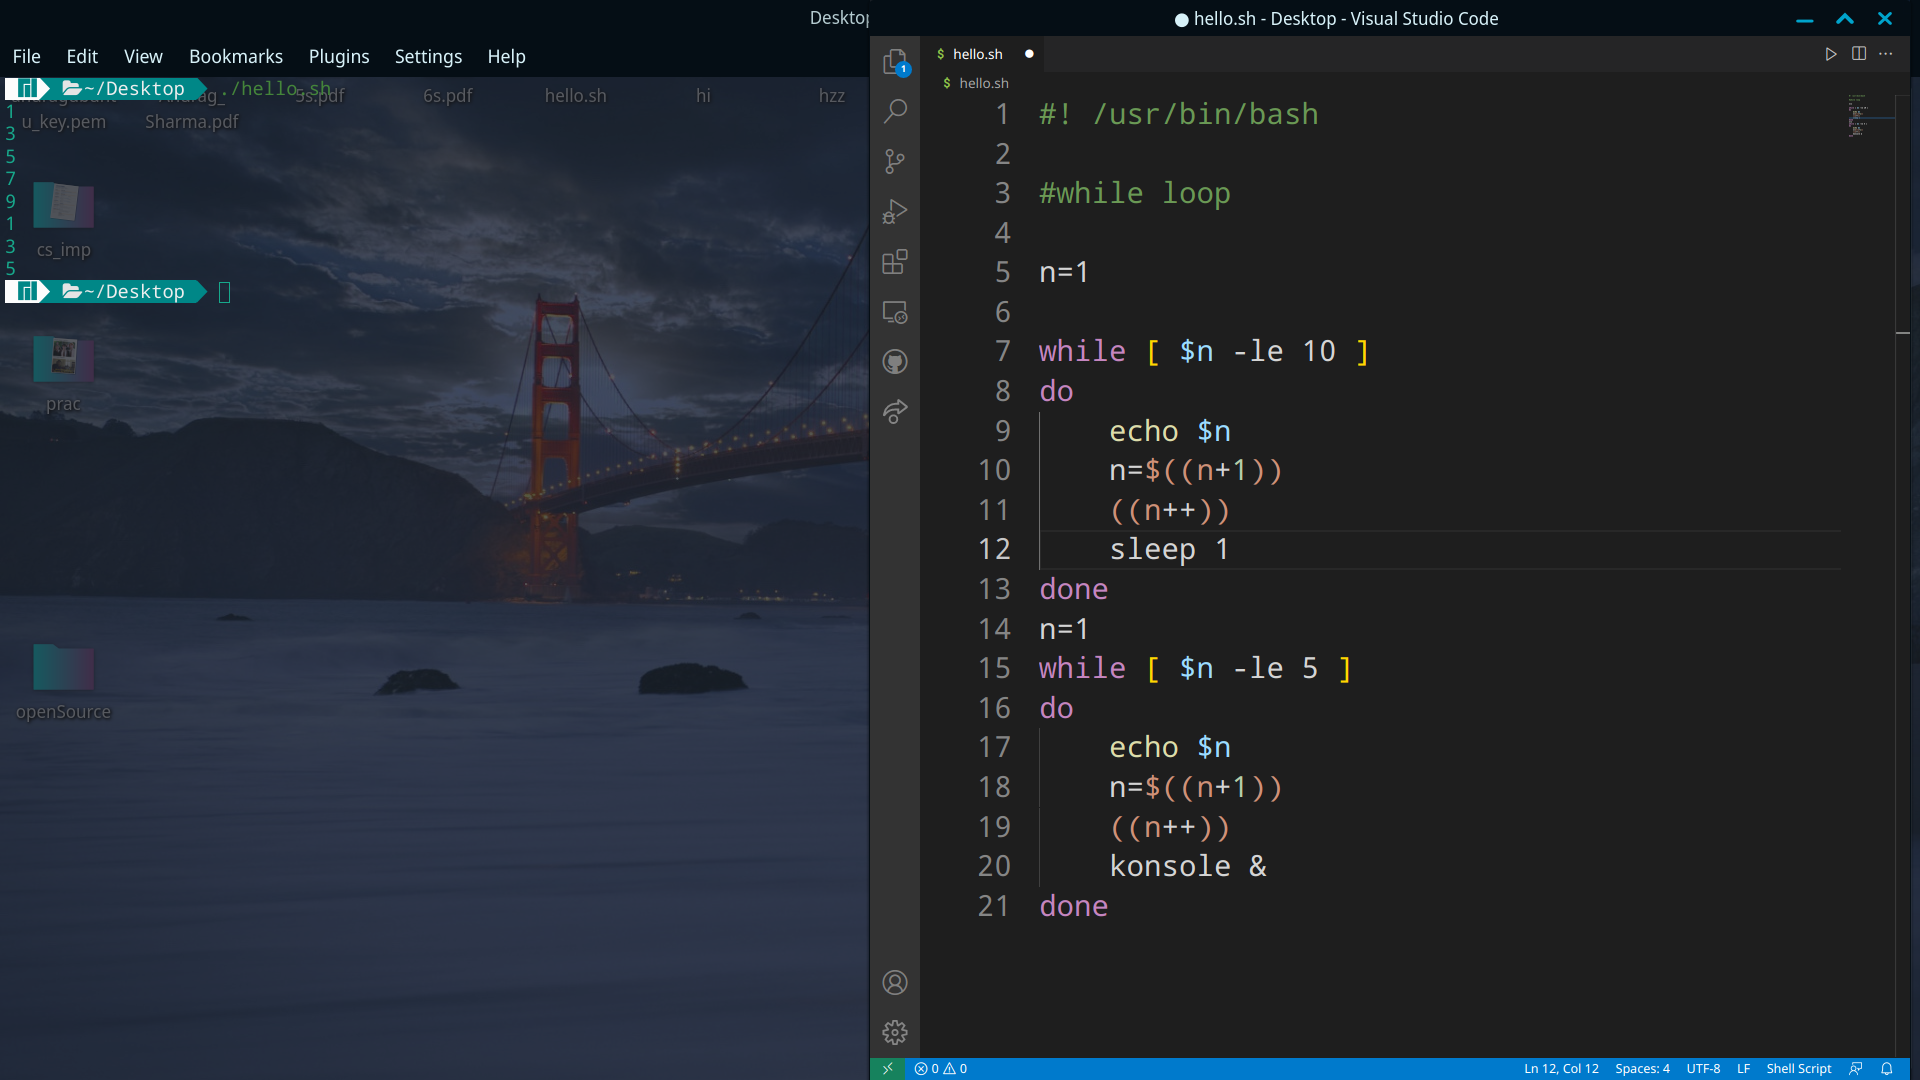 Desktop
File Edit View Bookmarks Plugins Settings Help
~/Desktop ./hello.sh
5s.pdf 6s.pdf hello.sh hi hzz
u_key.pem Sharma.pdf
1
3
5
7
9
1
3
5
~/Desktop
cs_imp
prac
openSource
hello.sh - Desktop - Visual Studio Code
$ hello.sh
$ hello.sh
1
1 #! /usr/bin/bash
2
3 #while loop
4
5 n=1
6
7 while [ $n -le 10 ]
8 do
9 echo $n
10 n=$((n+1))
11 ((n++))
12 sleep 1
13 done
14 n=1
15 while [ $n -le 5 ]
16 do
17 echo $n
18 n=$((n+1))
19 ((n++))
20 konsole &
21 done
0 0 Ln 12, Col 12 Spaces: 4 UTF-8 LF Shell Script